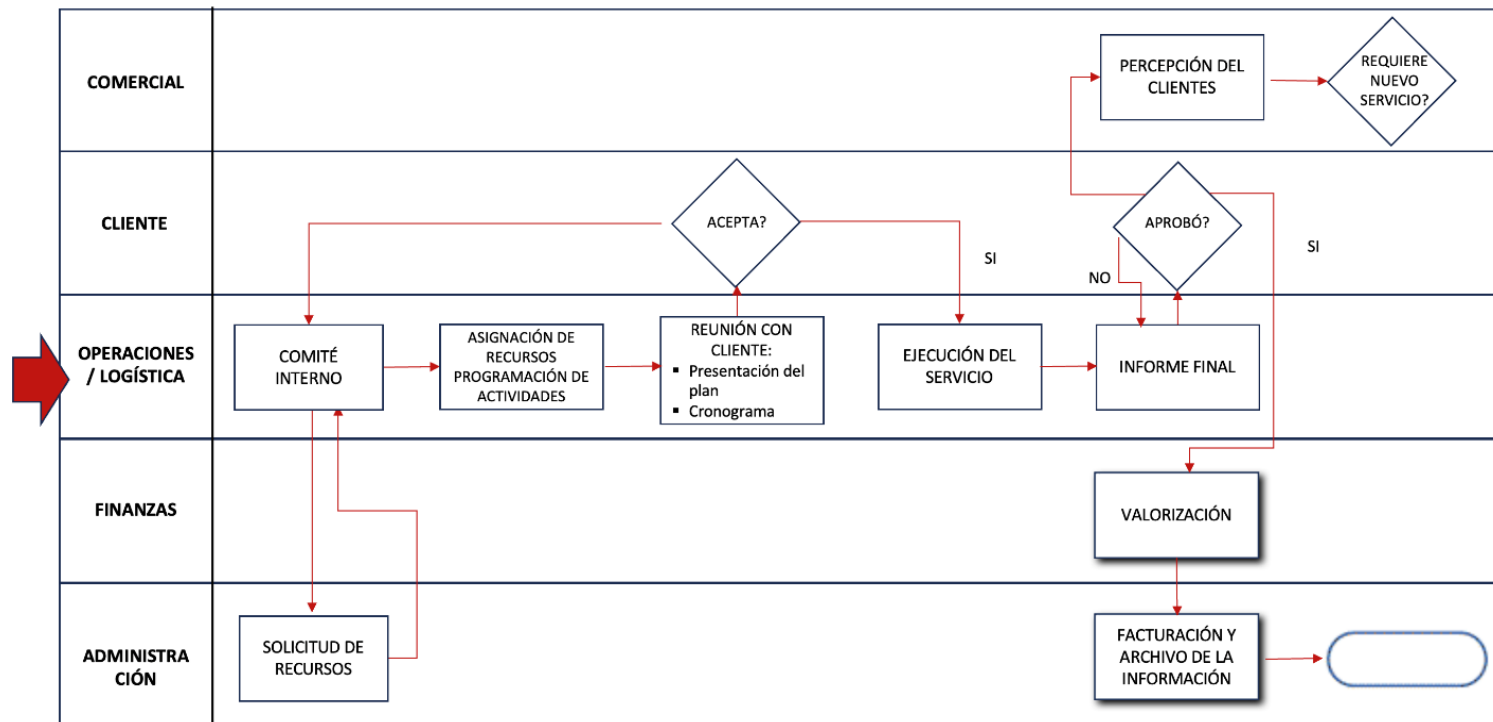 COMERCIAL
PERCEPCIÓN DEL
CLIENTES
REQUIERE
NUEVO
SERVICIO?
CLIENTE
ACEPTA?
SI
APROBÓ?
SI
NO
OPERACIONES
/ LOGÍSTICA
COMITÉ
INTERNO
ASIGNACIÓN DE
RECURSOS
PROGRAMACIÓN DE
ACTIVIDADES
REUNIÓN CON
CLIENTE:
▪ Presentación del
plan
▪ Cronograma
EJECUCIÓN DEL
SERVICIO
INFORME FINAL
FINANZAS
VALORIZACIÓN
ADMINISTRA
CIÓN
SOLICITUD DE
RECURSOS
FACTURACIÓN Y
ARCHIVO DE LA
INFORMACIÓN